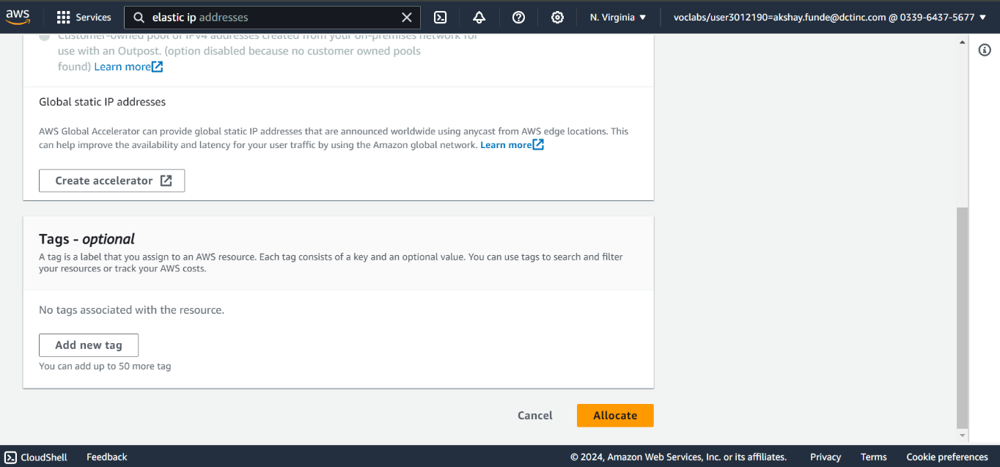 aws
Services
elastic ip addresses
N. Virginia
voclabs/user3012190=akshay.funde@dctinc.com @ 0339-6437-5677
Customer-owned pool of IPv4 addresses created from your on-premises network for
use with an Outpost. (option disabled because no customer owned pools
found) Learn more
Global static IP addresses
AWS Global Accelerator can provide global static IP addresses that are announced worldwide using anycast from AWS edge locations. This
can help improve the availability and latency for your user traffic by using the Amazon global network. Learn more
Create accelerator
Tags - optional
A tag is a label that you assign to an AWS resource. Each tag consists of a key and an optional value. You can use tags to search and filter
your resources or track your AWS costs.
No tags associated with the resource.
Add new tag
You can add up to 50 more tag
Cancel
Allocate
CloudShell
Feedback
© 2024, Amazon Web Services, Inc. or its affiliates.
Privacy
Terms
Cookie preferences